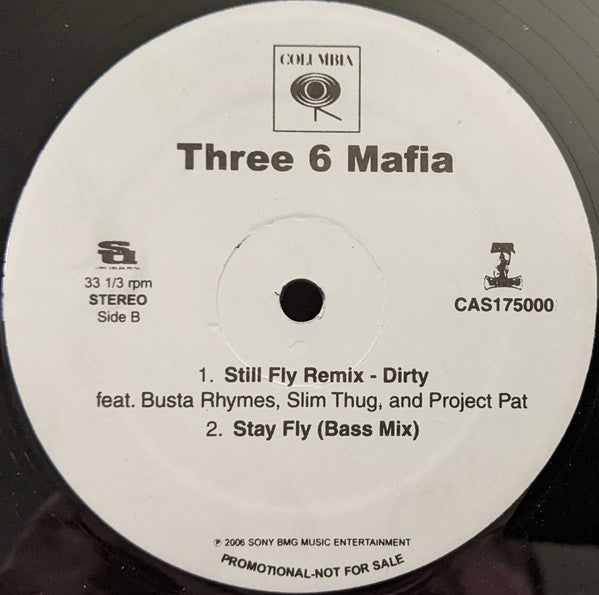 COLUMBIA
Three 6 Mafia
33 1/3 rpm
STEREO
Side B
CAS175000
1. Still Fly Remix - Dirty
feat. Busta Rhymes, Slim Thug, and Project Pat
2. Stay Fly (Bass Mix)
℗ 2006 SONY BMG MUSIC ENTERTAINMENT
PROMOTIONAL-NOT FOR SALE